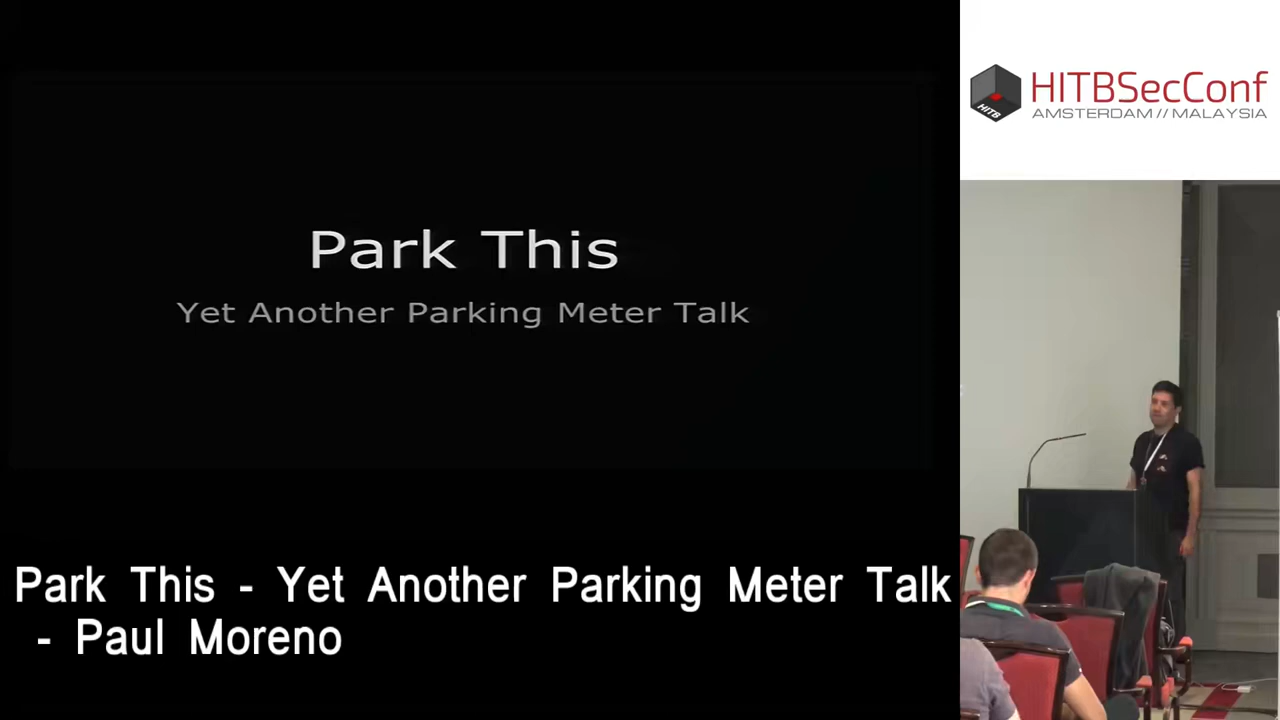 Park This
Yet Another Parking Meter Talk
Park This - Yet Another Parking Meter Talk
- Paul Moreno
HITBSecConf
AMSTERDAM // MALAYSIA
HITB